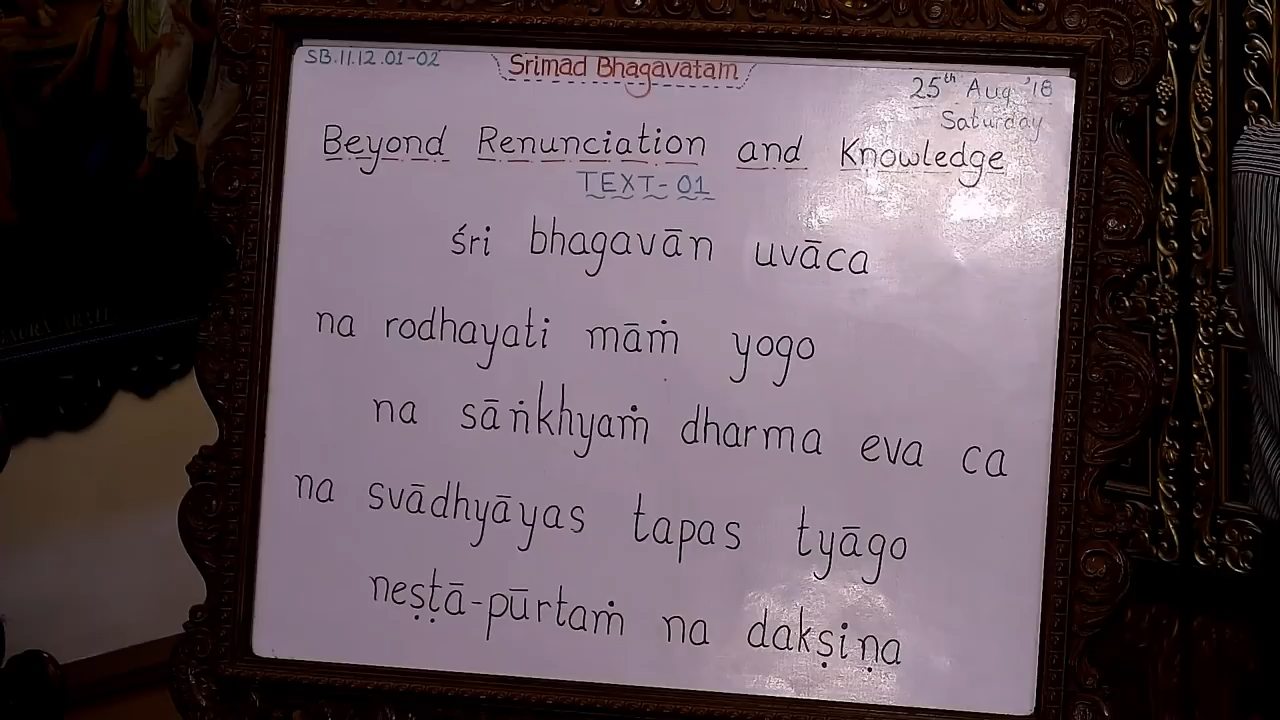 SB.11.12.01-02
Srimad Bhagavatam
25th Aug '18
Saturday
Beyond Renunciation and Knowledge
TEXT-01
śri bhagavān uvāca
na rodhayati māṁ yogo
na sāṅkhyaṁ dharma eva ca
na svādhyāyas tapas tyāgo
neṣṭā-pūrtaṁ na dakṣiṇa